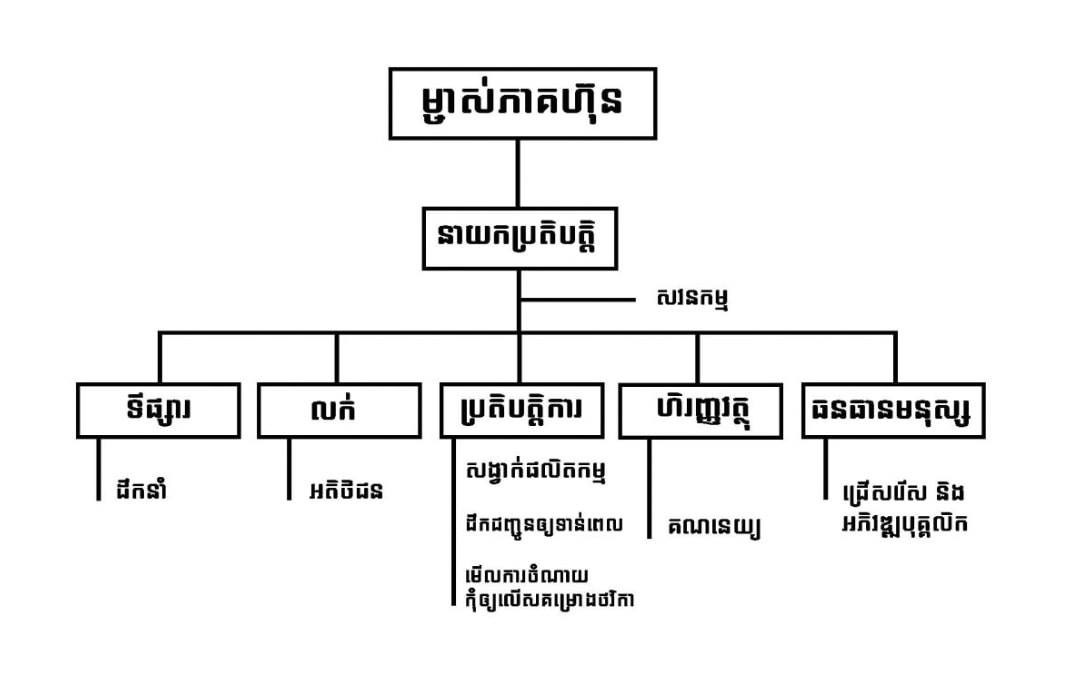 ម្ចាស់ភាគហ៊ុន
នាយកប្រតិបត្តិ
សវនកម្ម
ទីផ្សារ
លក់
ប្រតិបត្តិការ
ហិរញ្ញវត្ថុ
ធនធានមនុស្ស
ដឹកនាំ
អតិថិជន
សង្វាក់ផលិតកម្ម
ដឹកជញ្ជូនឲ្យទាន់ពេល
មើលការចំណាយ
កុំឲ្យលើសគម្រោងថវិកា
គណនេយ្យ
ជ្រើសរើស និង
អភិវឌ្ឍបុគ្គលិក